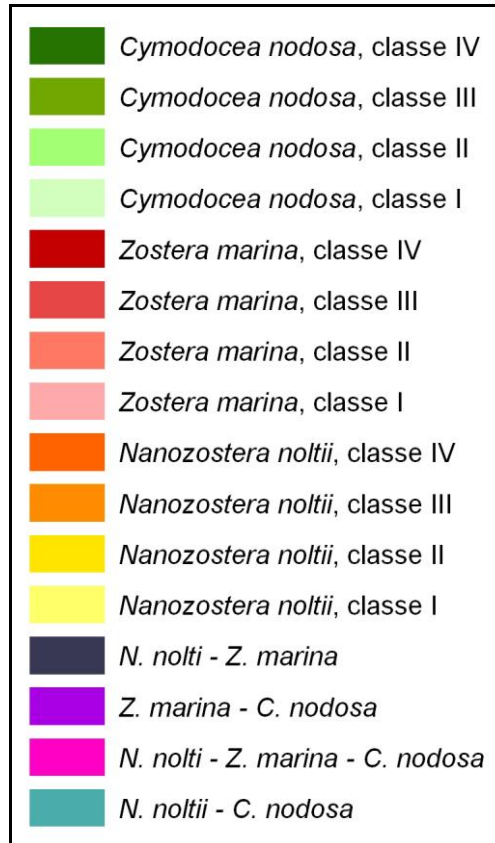 Cymodocea nodosa, classe IV
Cymodocea nodosa, classe III
Cymodocea nodosa, classe II
Cymodocea nodosa, classe I
Zostera marina, classe IV
Zostera marina, classe III
Zostera marina, classe II
Zostera marina, classe I
Nanozostera noltii, classe IV
Nanozostera noltii, classe III
Nanozostera noltii, classe II
Nanozostera noltii, classe I
N. nolti - Z. marina
Z. marina - C. nodosa
N. nolti - Z. marina - C. nodosa
N. noltii - C. nodosa